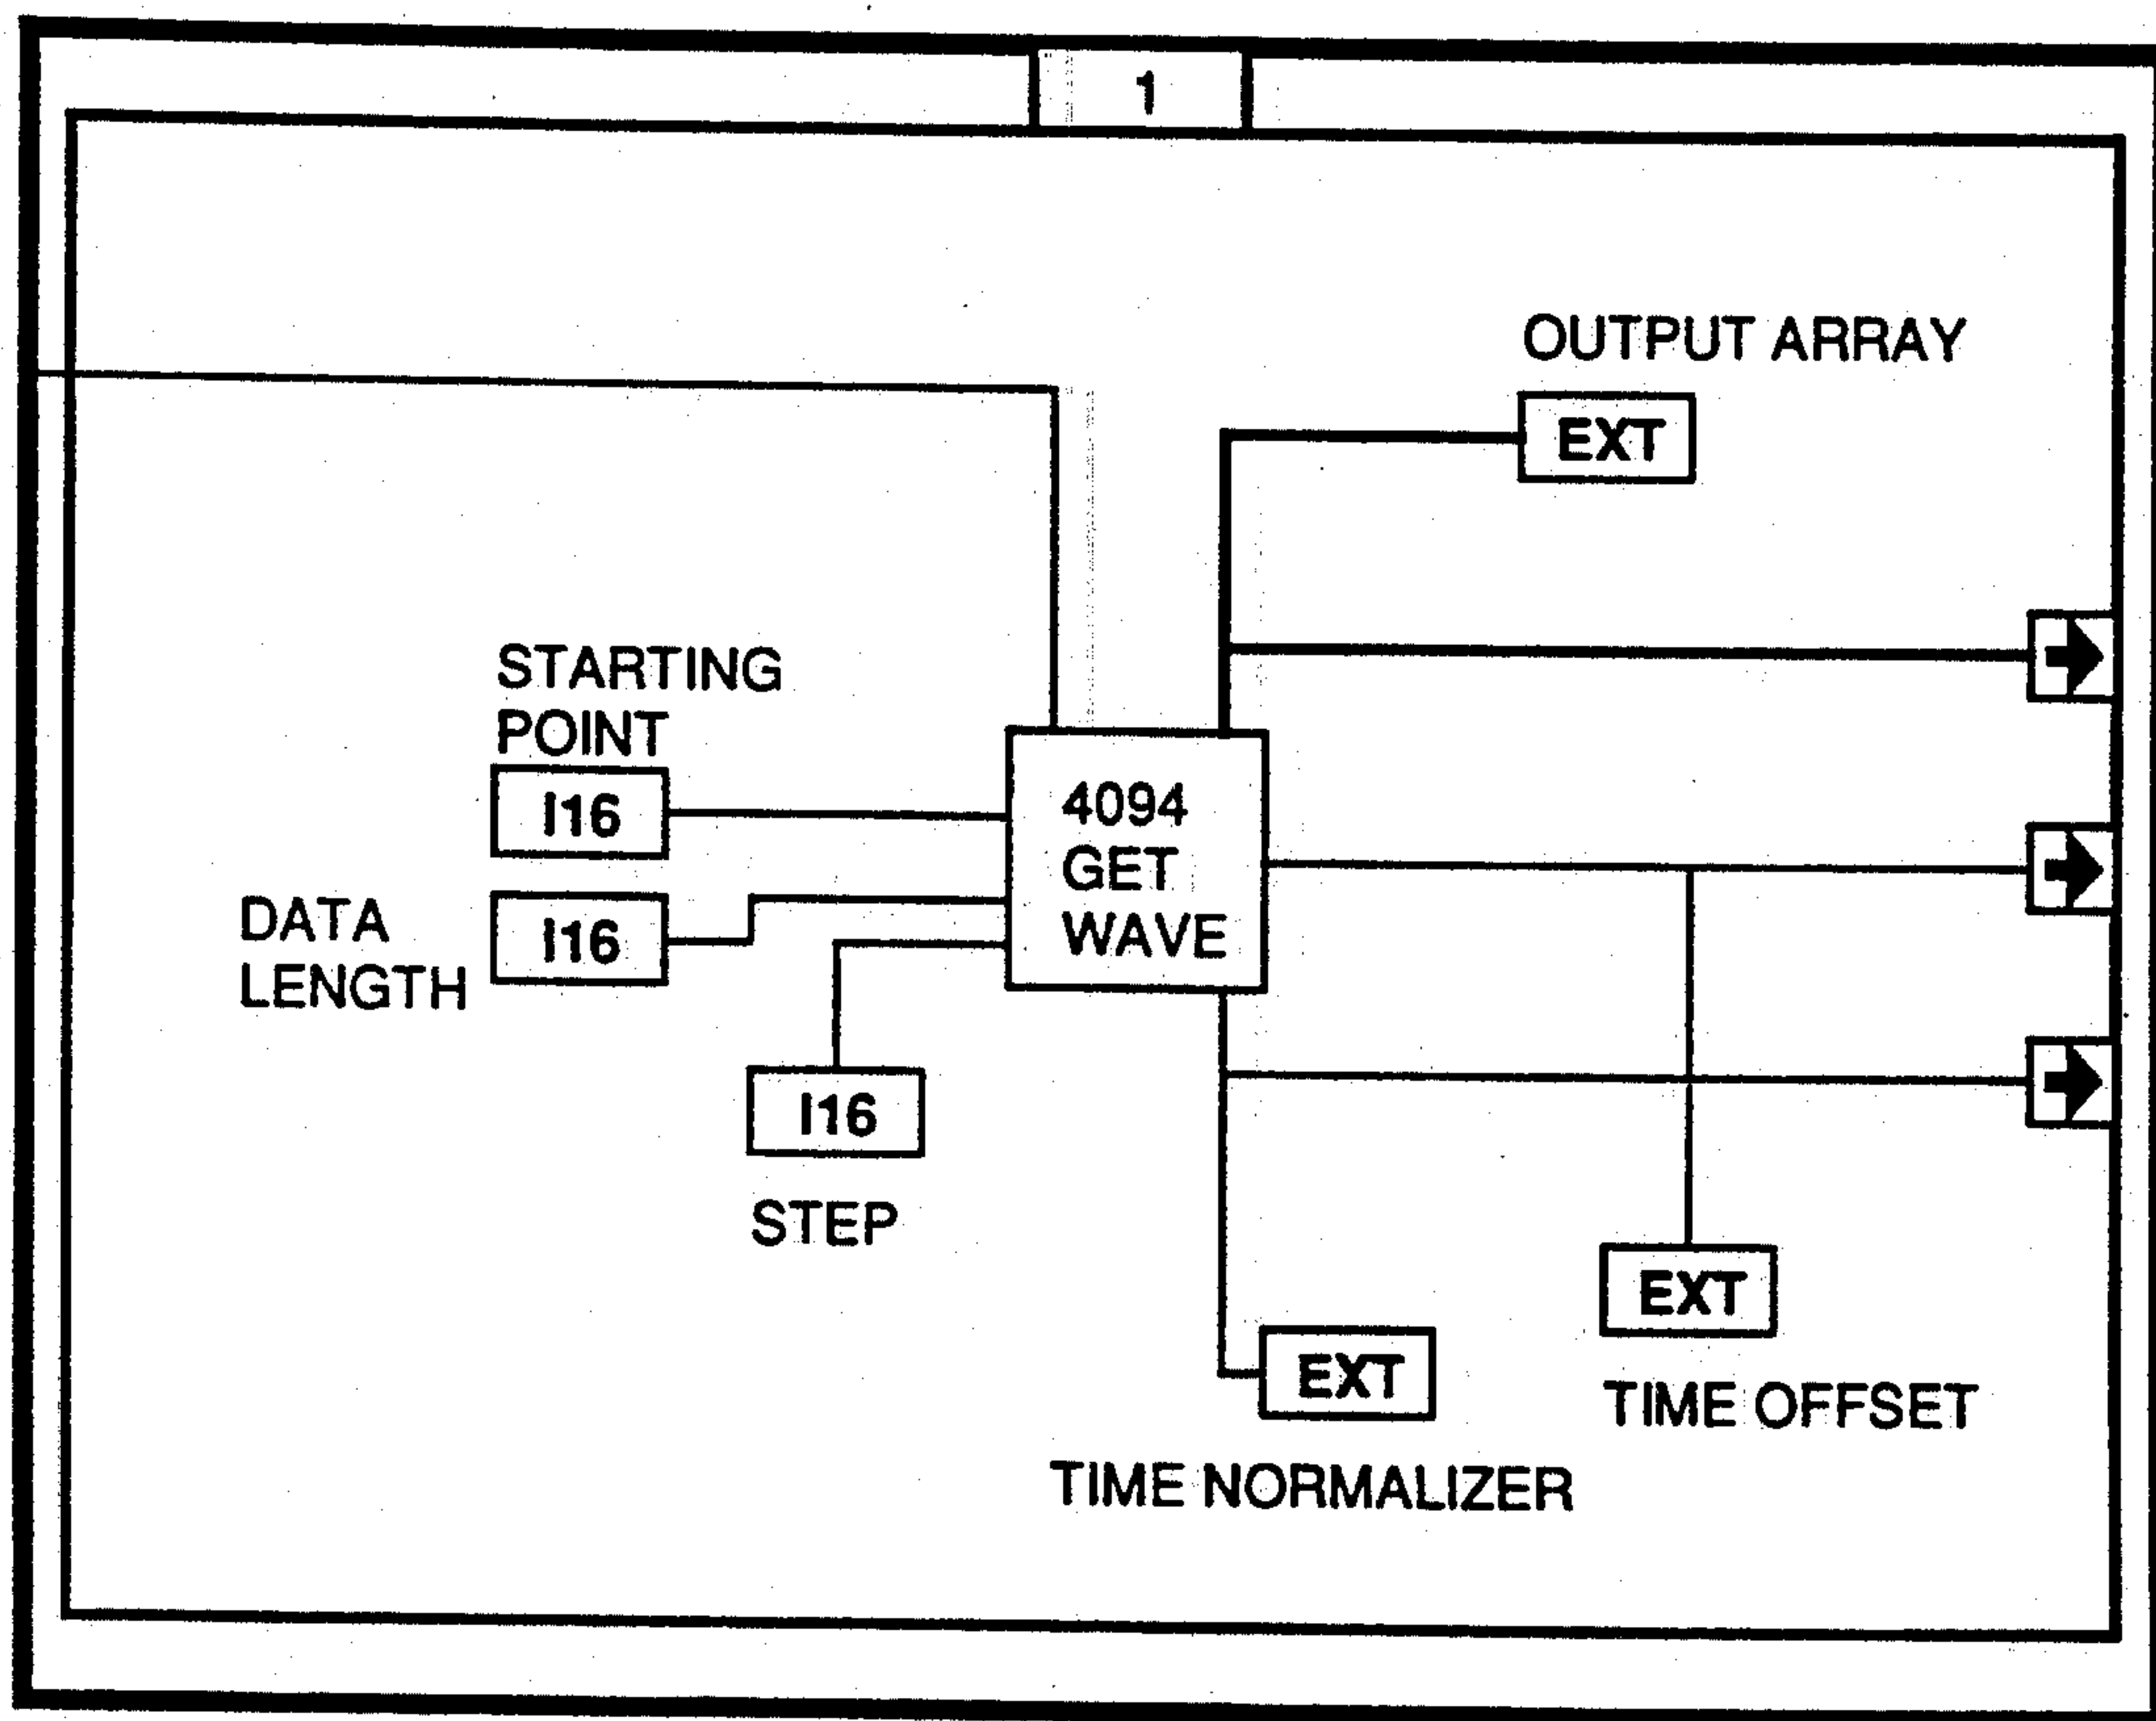 1
OUTPUT ARRAY
EXT
STARTING
POINT
I16
4094
GET
WAVE
DATA
LENGTH
I16
I16
STEP
EXT
TIME OFFSET
EXT
TIME NORMALIZER